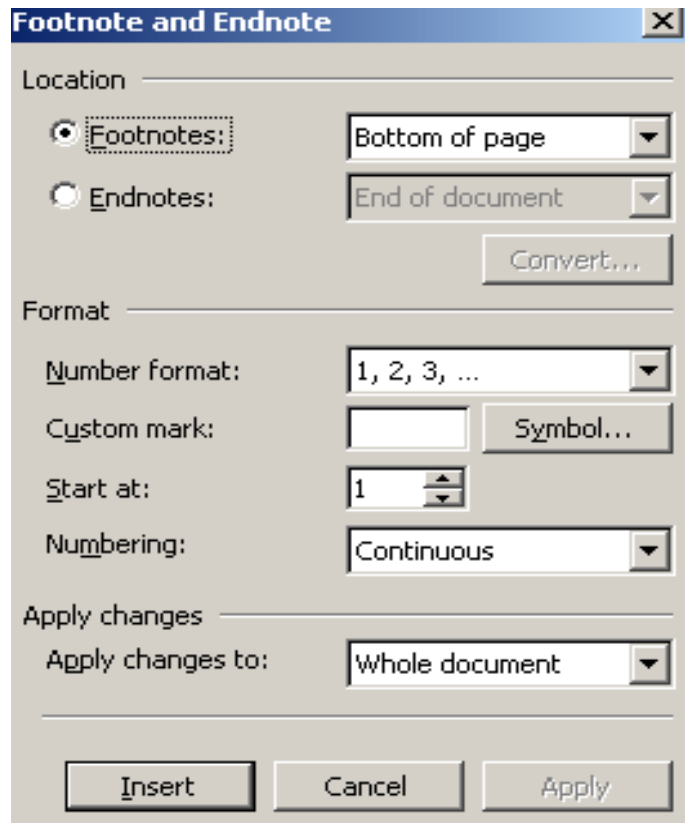 Footnote and Endnote
Location
Footnotes: Bottom of page
Endnotes: End of document
Convert...
Format
Number format: 1, 2, 3, ...
Custom mark: Symbol...
Start at: 1
Numbering: Continuous
Apply changes
Apply changes to: Whole document
Insert Cancel Apply